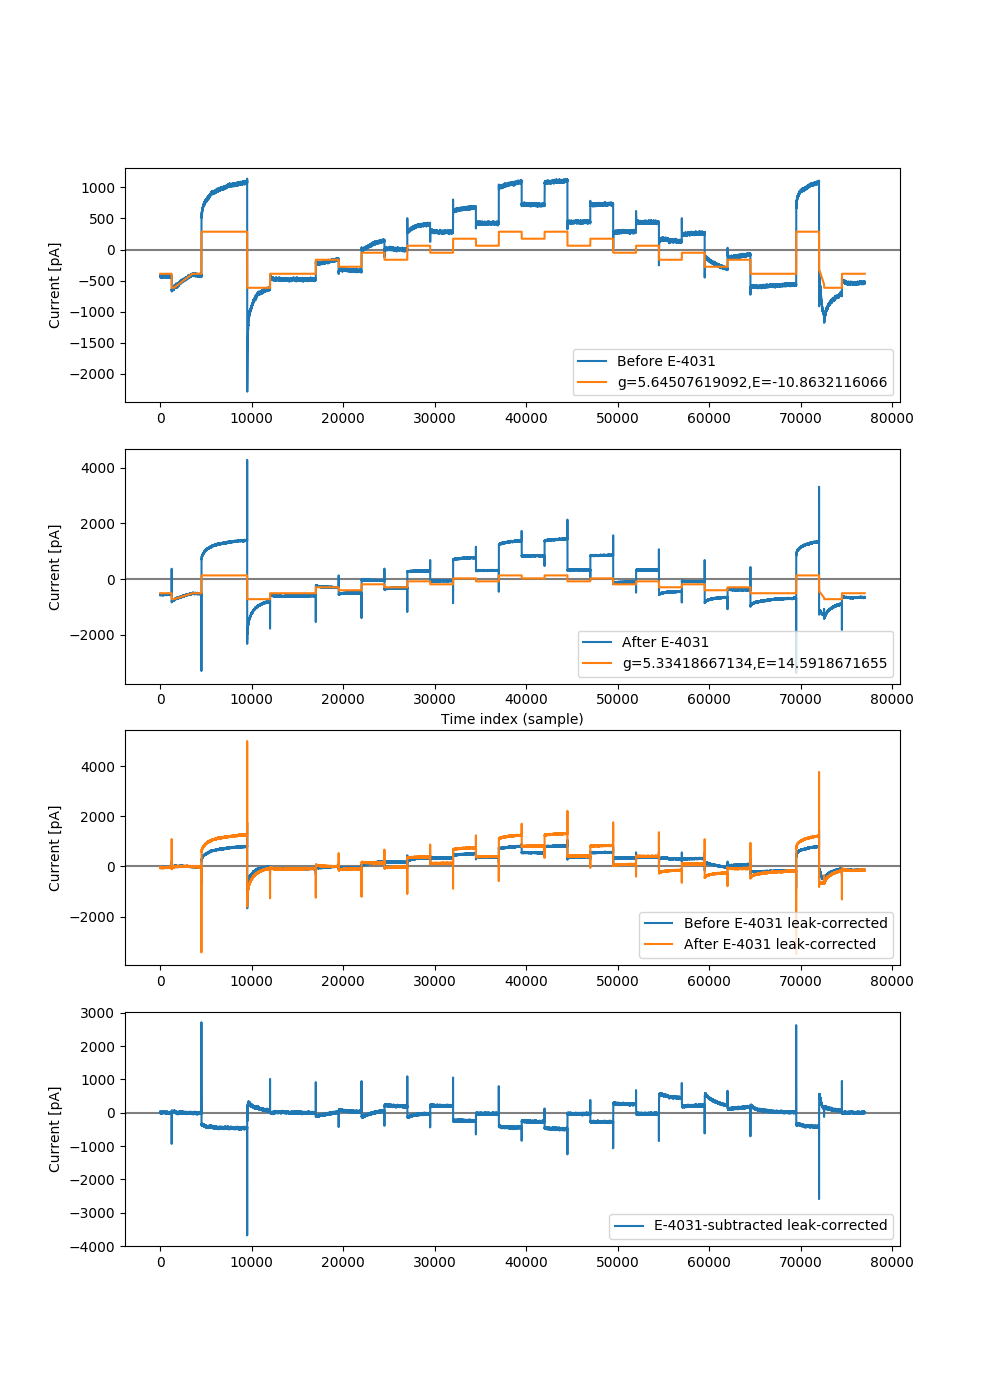 1000
500
0
−500
−1000
−1500
−2000
Current [pA]
Before E-4031
g=5.64507619092,E=-10.8632116066
0 10000 20000 30000 40000 50000 60000 70000 80000
4000
2000
0
−2000
Current [pA]
After E-4031
g=5.33418667134,E=14.5918671655
0 10000 20000 30000 40000 50000 60000 70000 80000
Time index (sample)
4000
2000
0
−2000
Current [pA]
Before E-4031 leak-corrected
After E-4031 leak-corrected
0 10000 20000 30000 40000 50000 60000 70000 80000
3000
2000
1000
0
−1000
−2000
−3000
−4000
Current [pA]
E-4031-subtracted leak-corrected
0 10000 20000 30000 40000 50000 60000 70000 80000